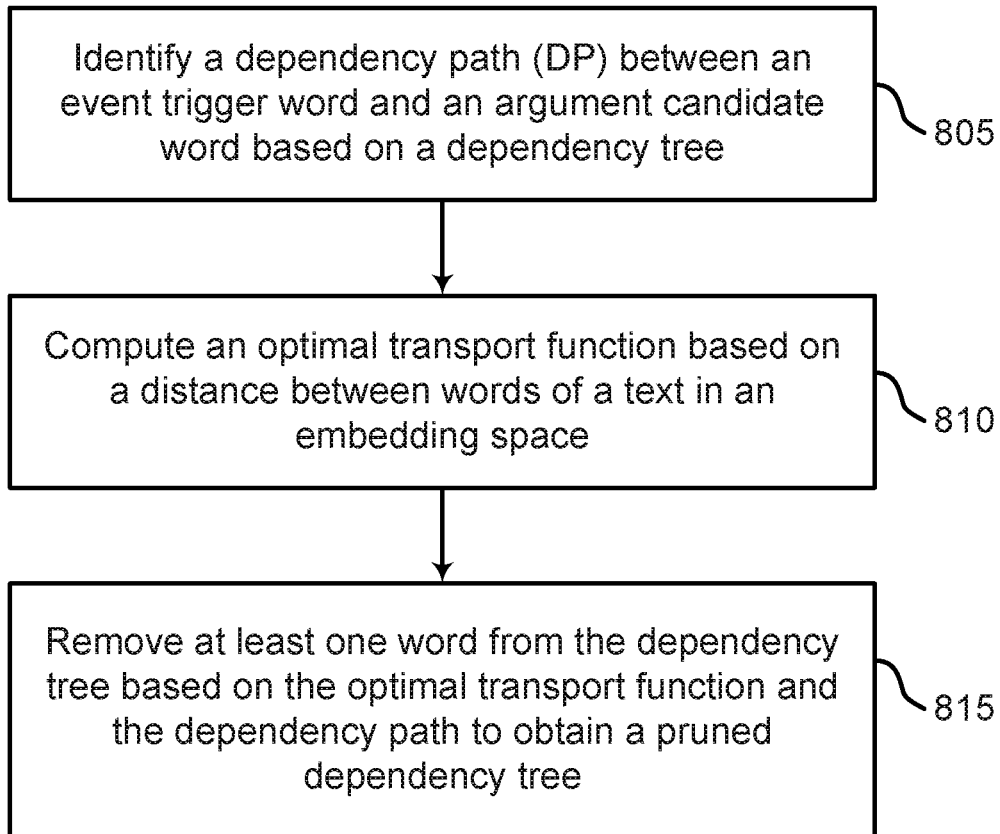 Identify a dependency path (DP) between an
event trigger word and an argument candidate
word based on a dependency tree
805
Compute an optimal transport function based on
a distance between words of a text in an
embedding space
810
Remove at least one word from the dependency
tree based on the optimal transport function and
the dependency path to obtain a pruned
dependency tree
815